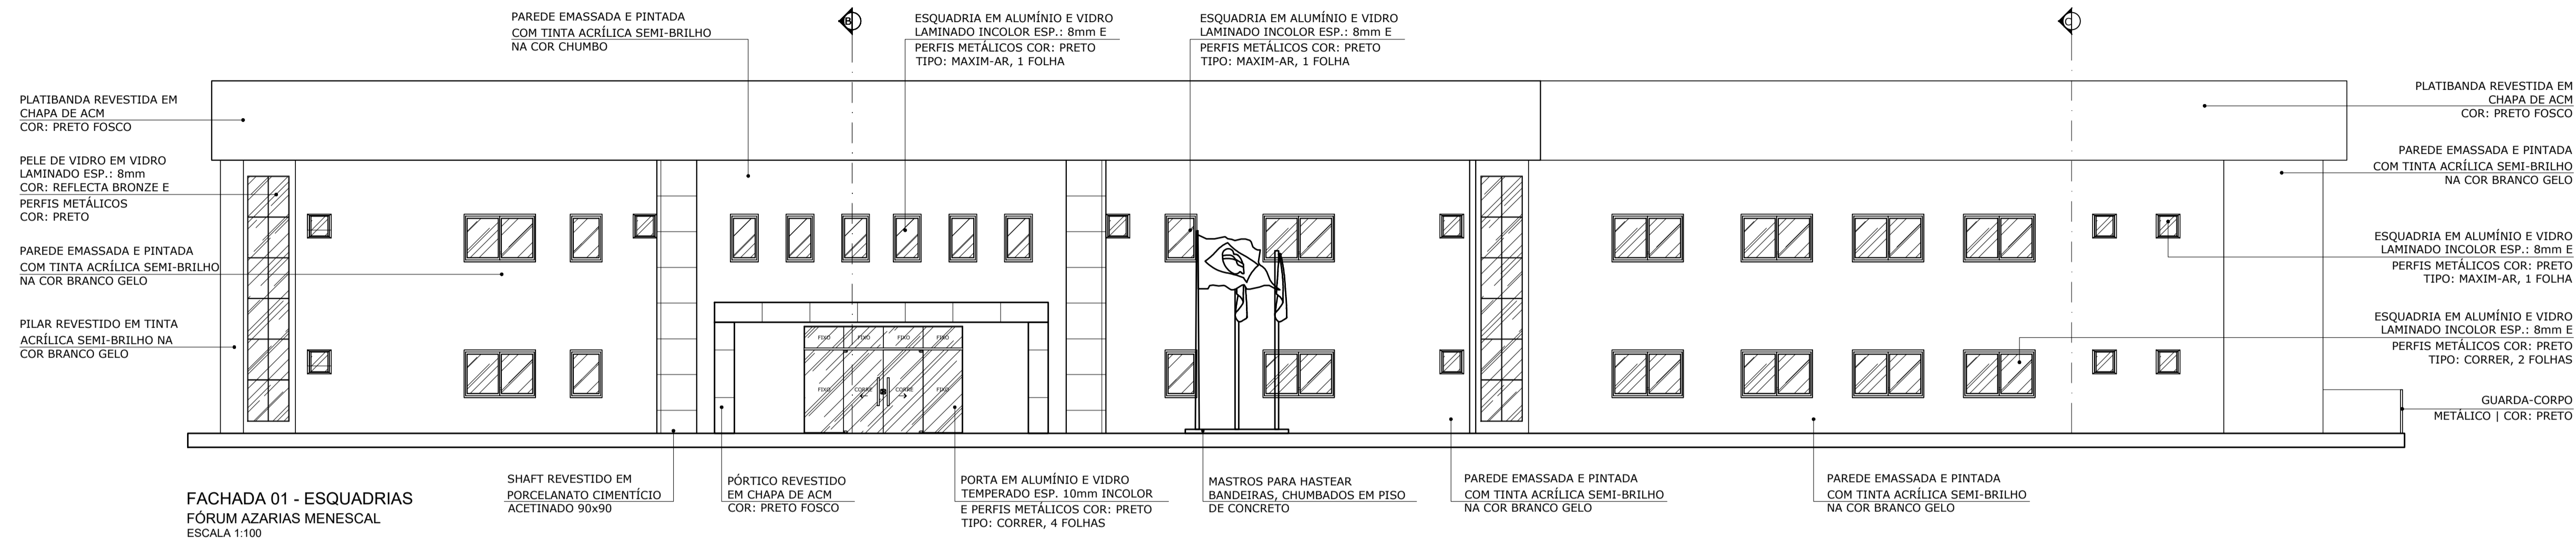 PAREDE EMASSADA E PINTADA
COM TINTA ACRÍLICA SEMI-BRILHO
NA COR CHUMBO
B
ESQUADRIA EM ALUMÍNIO E VIDRO
LAMINADO INCOLOR ESP.: 8mm E
PERFIS METÁLICOS COR: PRETO
TIPO: MAXIM-AR, 1 FOLHA
ESQUADRIA EM ALUMÍNIO E VIDRO
LAMINADO INCOLOR ESP.: 8mm E
PERFIS METÁLICOS COR: PRETO
TIPO: MAXIM-AR, 1 FOLHA
C
PLATIBANDA REVESTIDA EM
CHAPA DE ACM
COR: PRETO FOSCO
PELE DE VIDRO EM VIDRO
LAMINADO ESP.: 8mm
COR: REFLECTA BRONZE E
PERFIS METÁLICOS
COR: PRETO
PAREDE EMASSADA E PINTADA
COM TINTA ACRÍLICA SEMI-BRILHO
NA COR BRANCO GELO
PILAR REVESTIDO EM TINTA
ACRÍLICA SEMI-BRILHO NA
COR BRANCO GELO
FIXO
FIXO
FIXO
FIXO
FIXO
CORRE
CORRE
FIXO
PLATIBANDA REVESTIDA EM
CHAPA DE ACM
COR: PRETO FOSCO
PAREDE EMASSADA E PINTADA
COM TINTA ACRÍLICA SEMI-BRILHO
NA COR BRANCO GELO
ESQUADRIA EM ALUMÍNIO E VIDRO
LAMINADO INCOLOR ESP.: 8mm E
PERFIS METÁLICOS COR: PRETO
TIPO: MAXIM-AR, 1 FOLHA
ESQUADRIA EM ALUMÍNIO E VIDRO
LAMINADO INCOLOR ESP.: 8mm E
PERFIS METÁLICOS COR: PRETO
TIPO: CORRER, 2 FOLHAS
GUARDA-CORPO
METÁLICO | COR: PRETO
FACHADA 01 - ESQUADRIAS
FÓRUM AZARIAS MENESCAL
ESCALA 1:100
SHAFT REVESTIDO EM
PORCELANATO CIMENTÍCIO
ACETINADO 90x90
PÓRTICO REVESTIDO
EM CHAPA DE ACM
COR: PRETO FOSCO
PORTA EM ALUMÍNIO E VIDRO
TEMPERADO ESP. 10mm INCOLOR
E PERFIS METÁLICOS COR: PRETO
TIPO: CORRER, 4 FOLHAS
MASTROS PARA HASTEAR
BANDEIRAS, CHUMBADOS EM PISO
DE CONCRETO
PAREDE EMASSADA E PINTADA
COM TINTA ACRÍLICA SEMI-BRILHO
NA COR BRANCO GELO
PAREDE EMASSADA E PINTADA
COM TINTA ACRÍLICA SEMI-BRILHO
NA COR BRANCO GELO